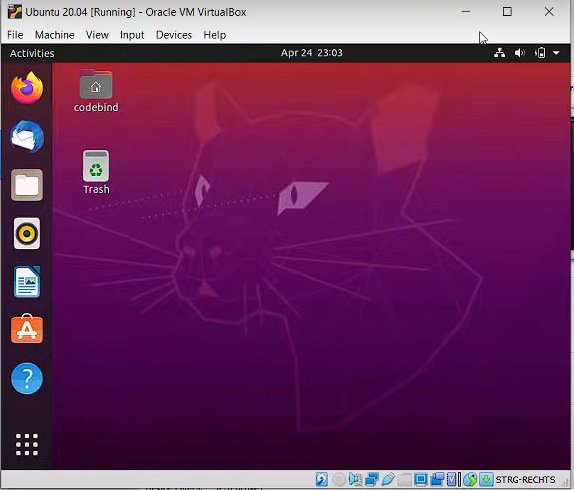 Ubuntu 20.04 [Running] - Oracle VM VirtualBox
File Machine View Input Devices Help
Activities Apr 24 23:03
codebind
Trash
STRG-RECHTS